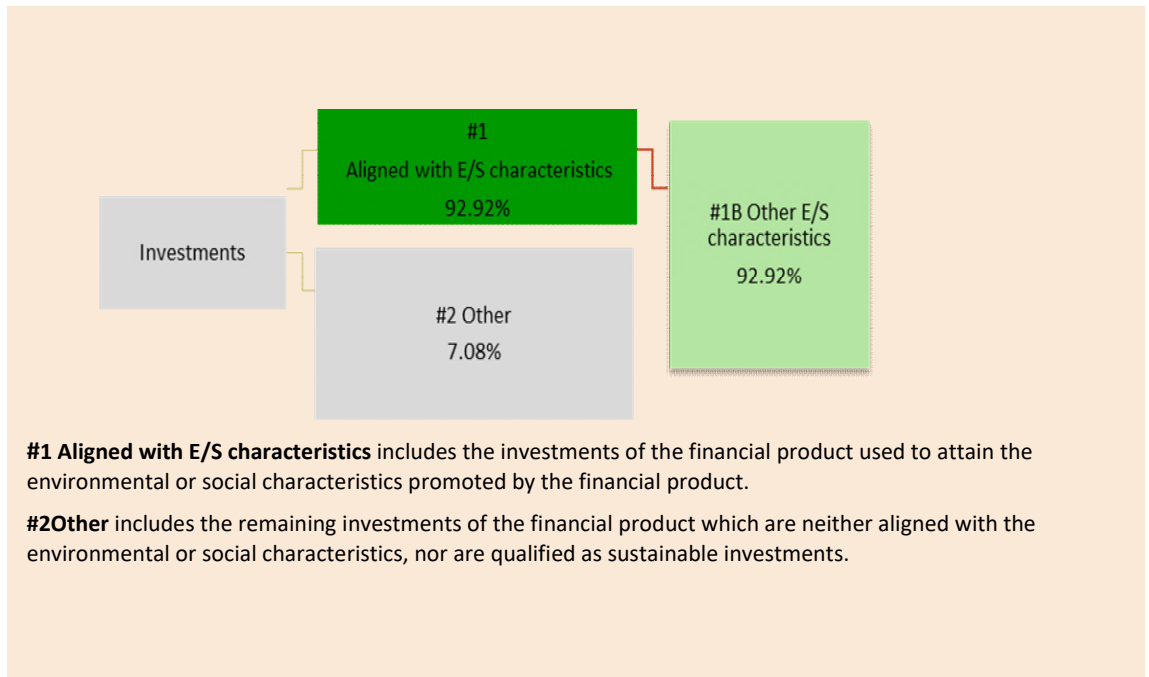 #1
Aligned with E/S characteristics
92.92%
Investments
#2 Other
7.08%
#1B Other E/S
characteristics
92.92%
#1 Aligned with E/S characteristics includes the investments of the financial product used to attain the
environmental or social characteristics promoted by the financial product.
#2Other includes the remaining investments of the financial product which are neither aligned with the
environmental or social characteristics, nor are qualified as sustainable investments.